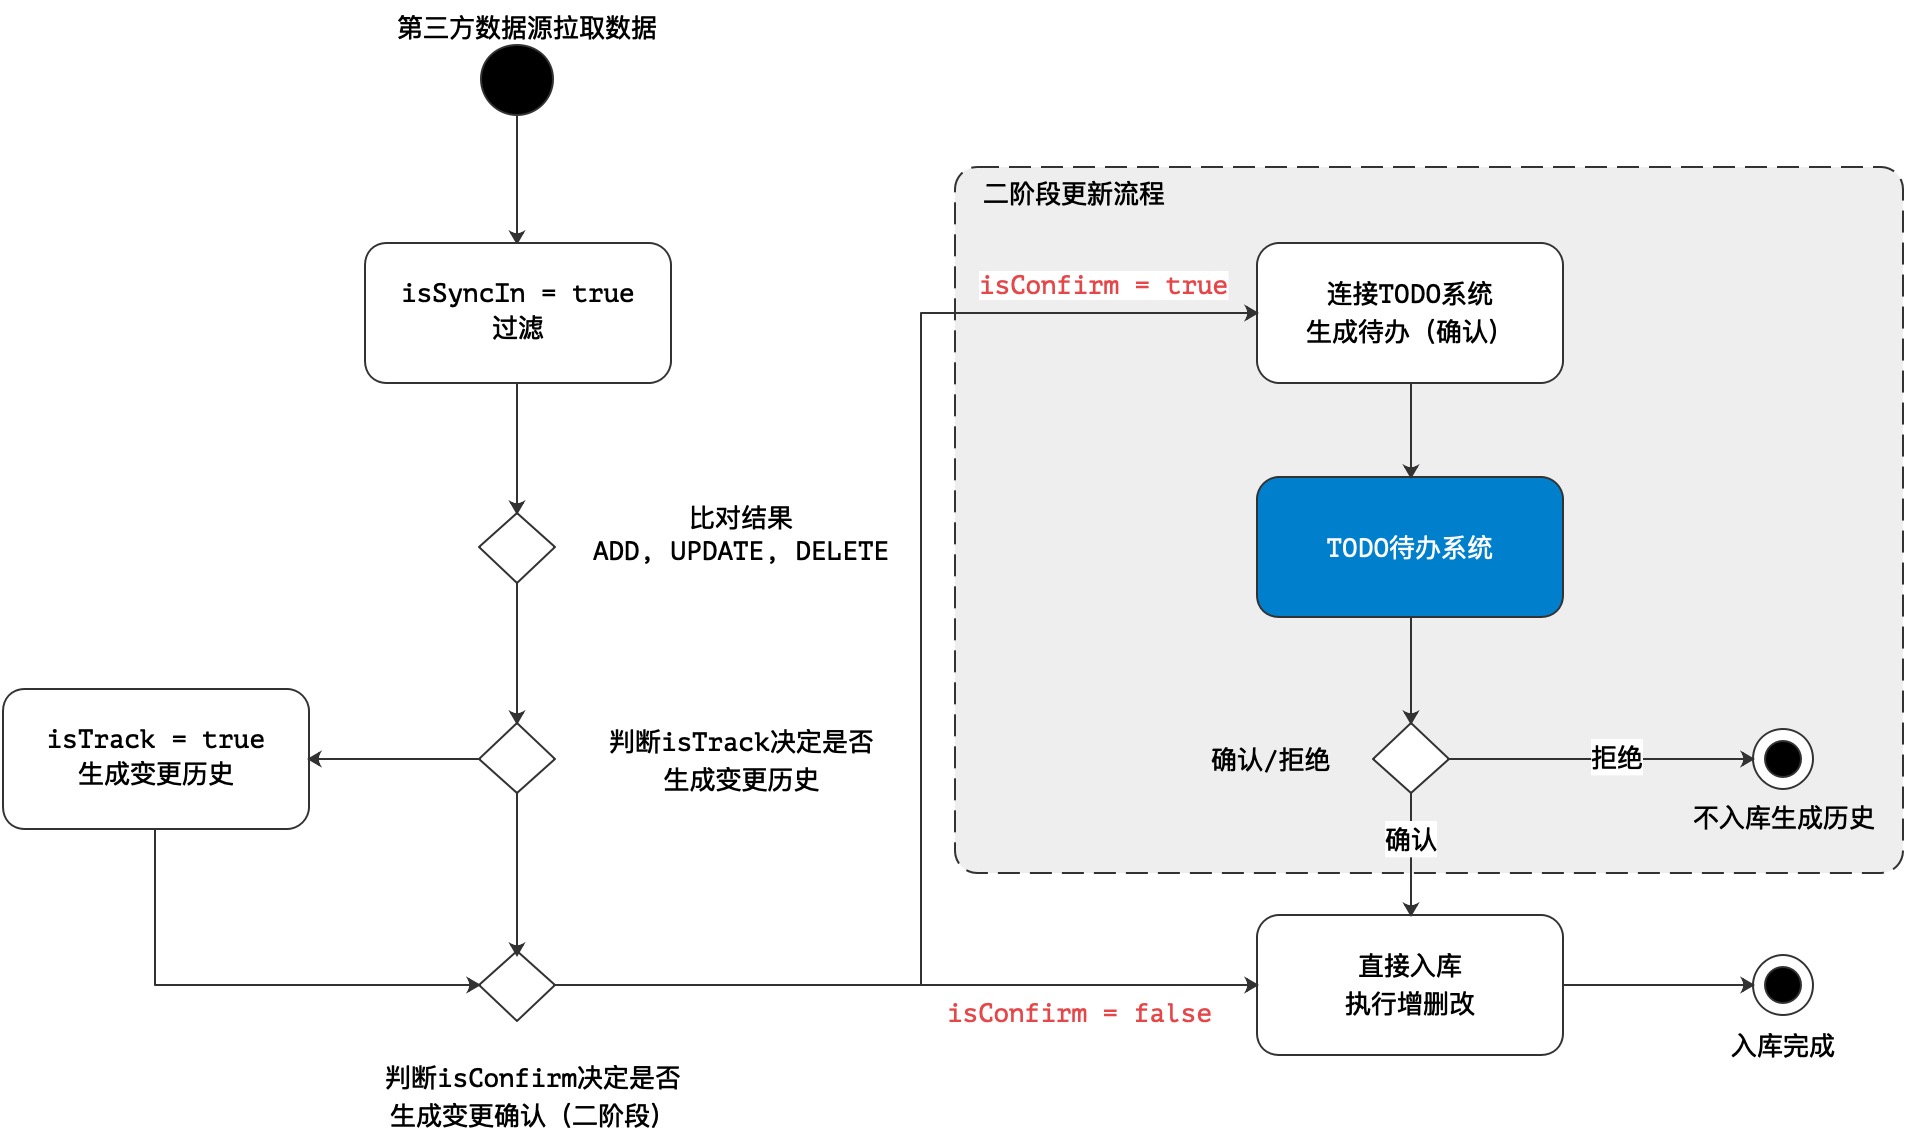 第三方数据源拉取数据
isSyncIn = true
过滤
比对结果
ADD, UPDATE, DELETE
isTrack = true
生成变更历史
判断isTrack决定是否
生成变更历史
判断isConfirm决定是否
生成变更确认（二阶段）
二阶段更新流程
isConfirm = true
连接TODO系统
生成待办（确认）
TODO待办系统
确认/拒绝
拒绝
不入库生成历史
确认
isConfirm = false
直接入库
执行增删改
入库完成